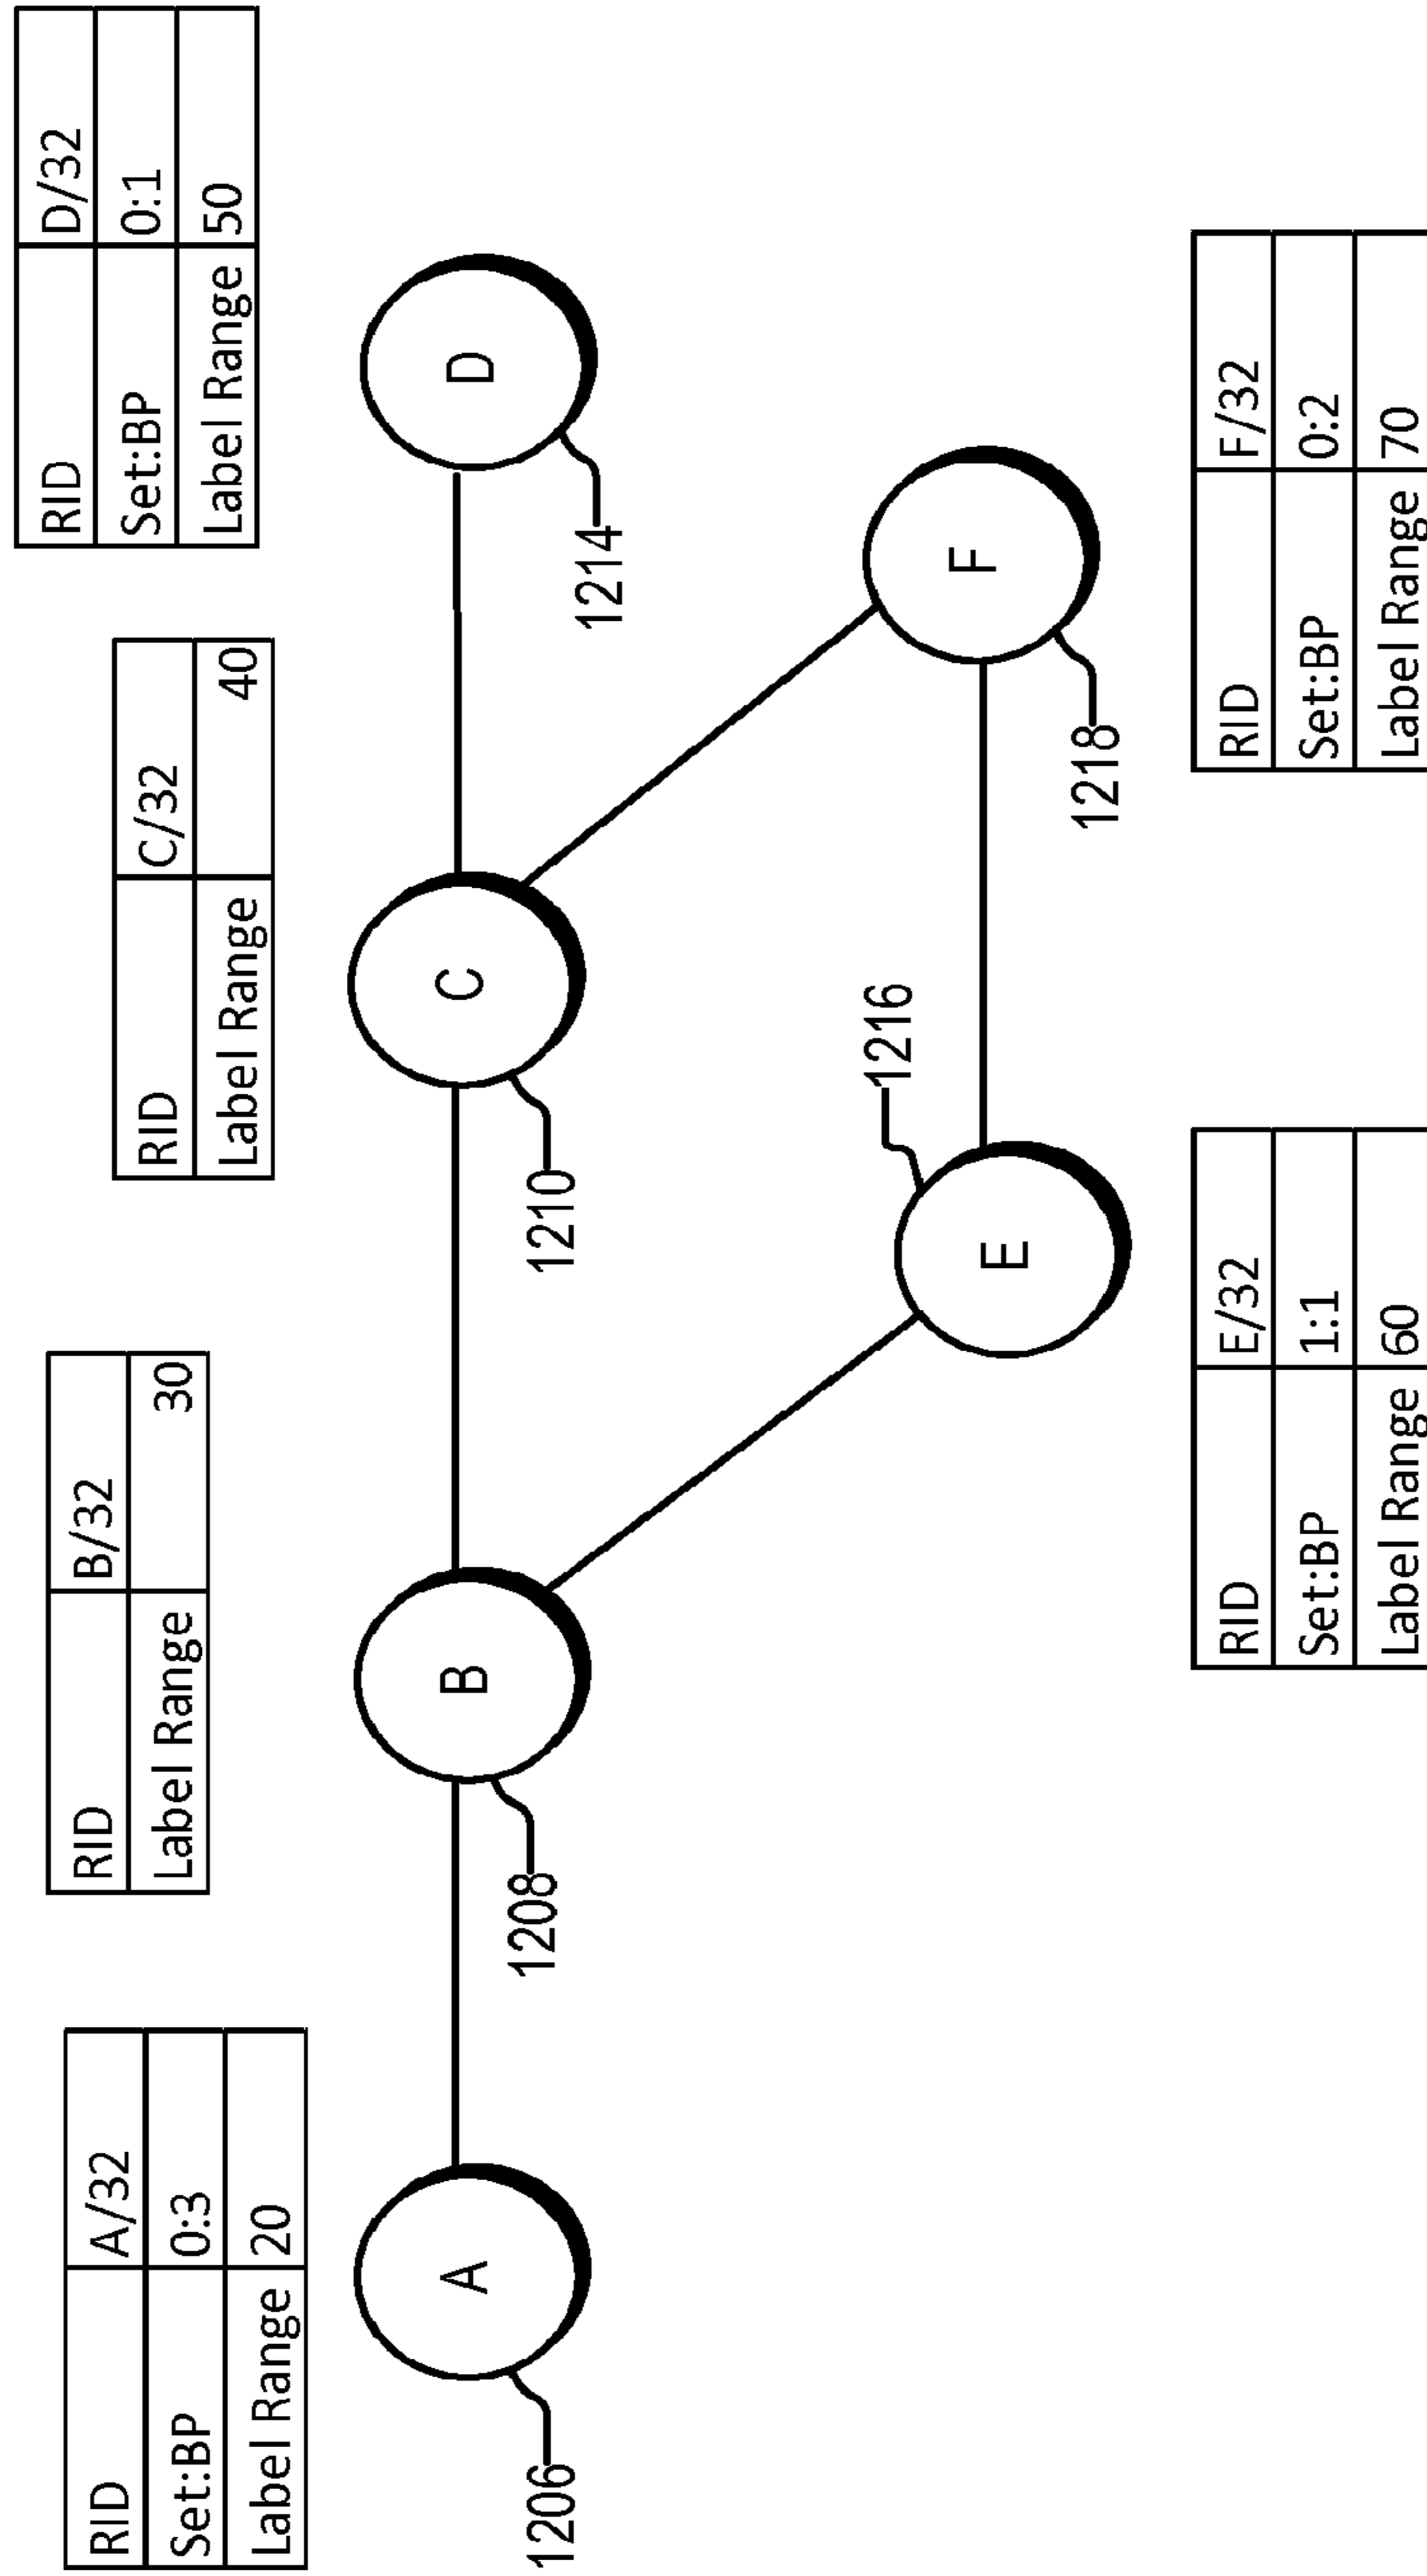 RID A/32
Set:BP 0:3
Label Range 20
RID B/32
Label Range 30
RID C/32
Label Range 40
RID D/32
Set:BP 0:1
Label Range 50
A
B
C
D
1206
1208
1210
1214
1216
E
F
1218
RID E/32
Set:BP 1:1
Label Range 60
RID F/32
Set:BP 0:2
Label Range 70